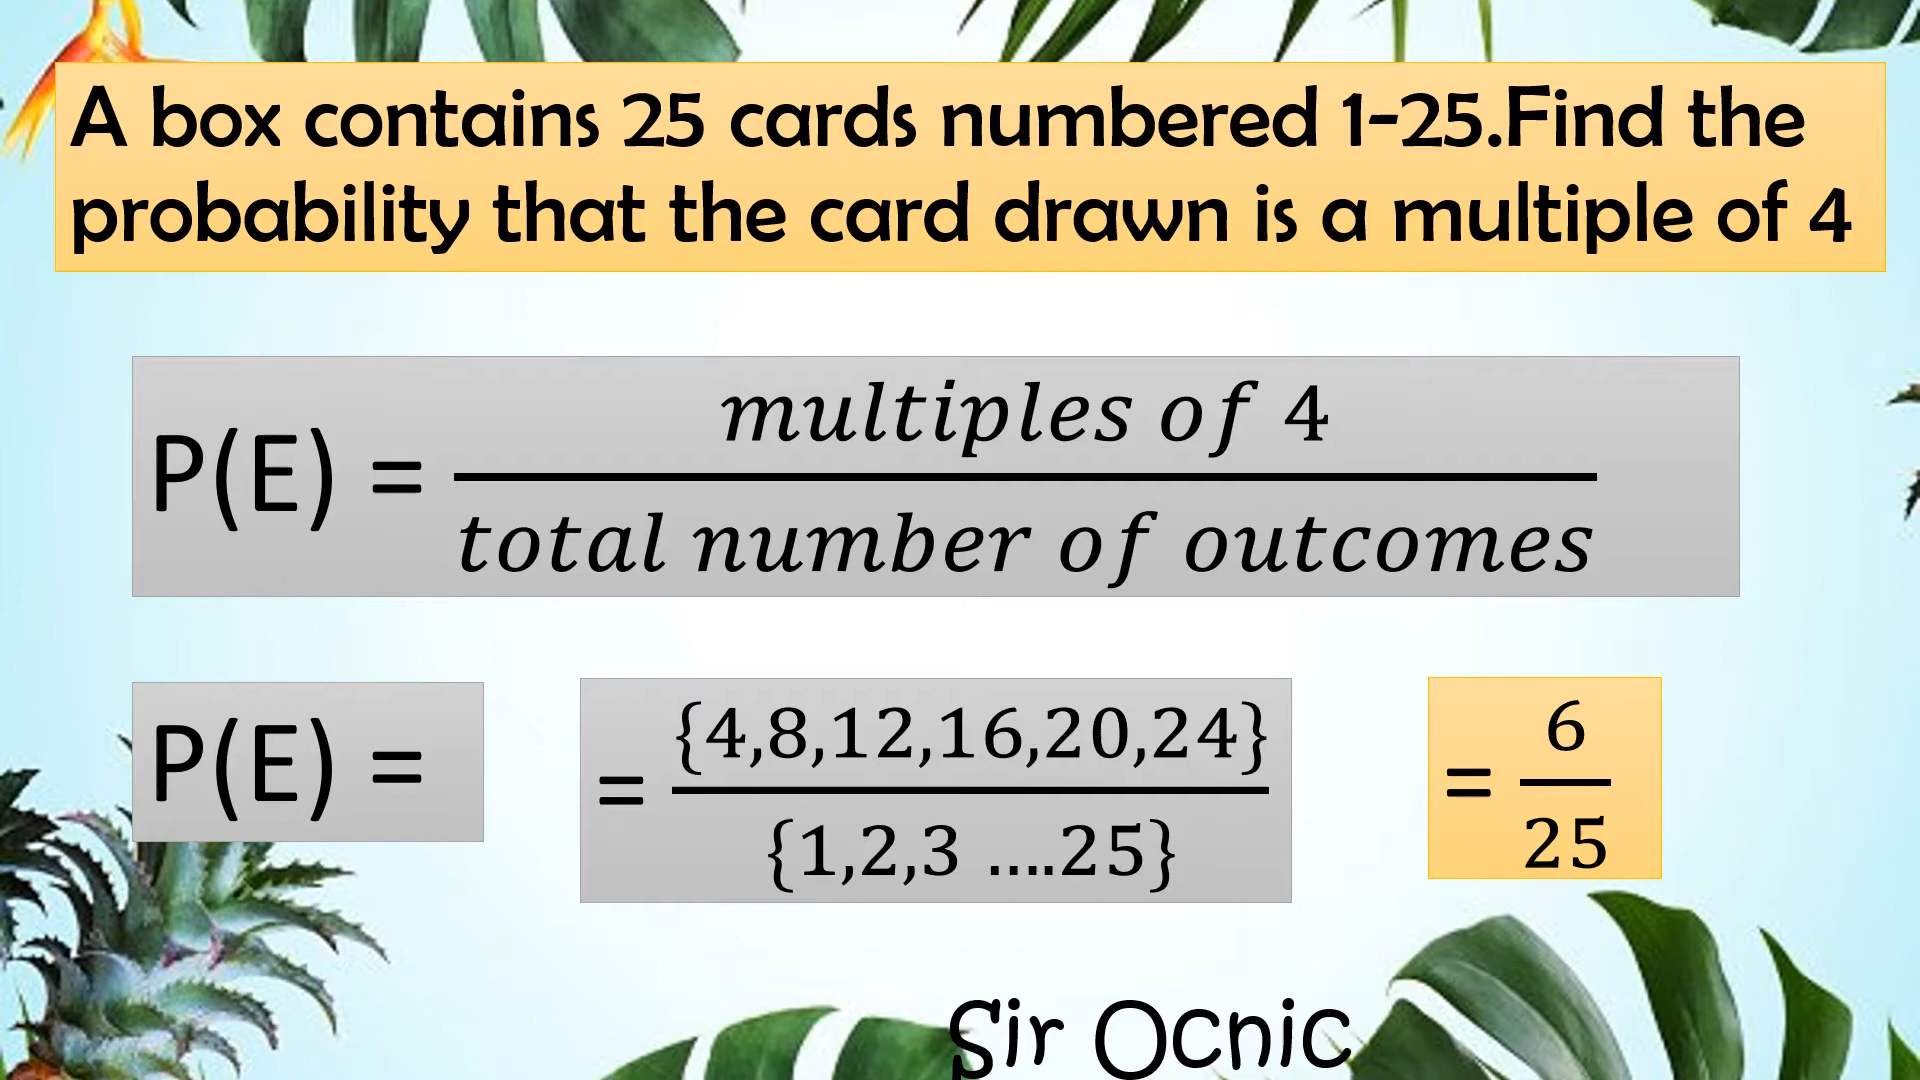 A box contains 25 cards numbered 1-25.Find the
probability that the card drawn is a multiple of 4
P(E) = multiples of 4 / total number of outcomes
P(E) = = {4,8,12,16,20,24} / {1,2,3 ....25} = 6 / 25
Sir Ocnic